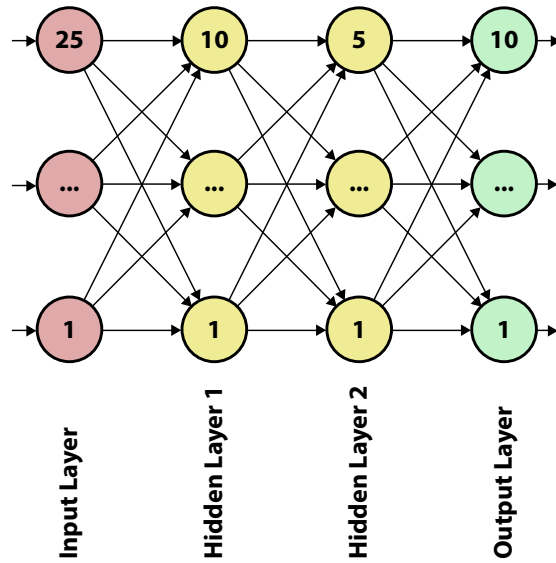 25 10 5 10
... ... ... ...
1 1 1 1
Input Layer
Hidden Layer 1
Hidden Layer 2
Output Layer